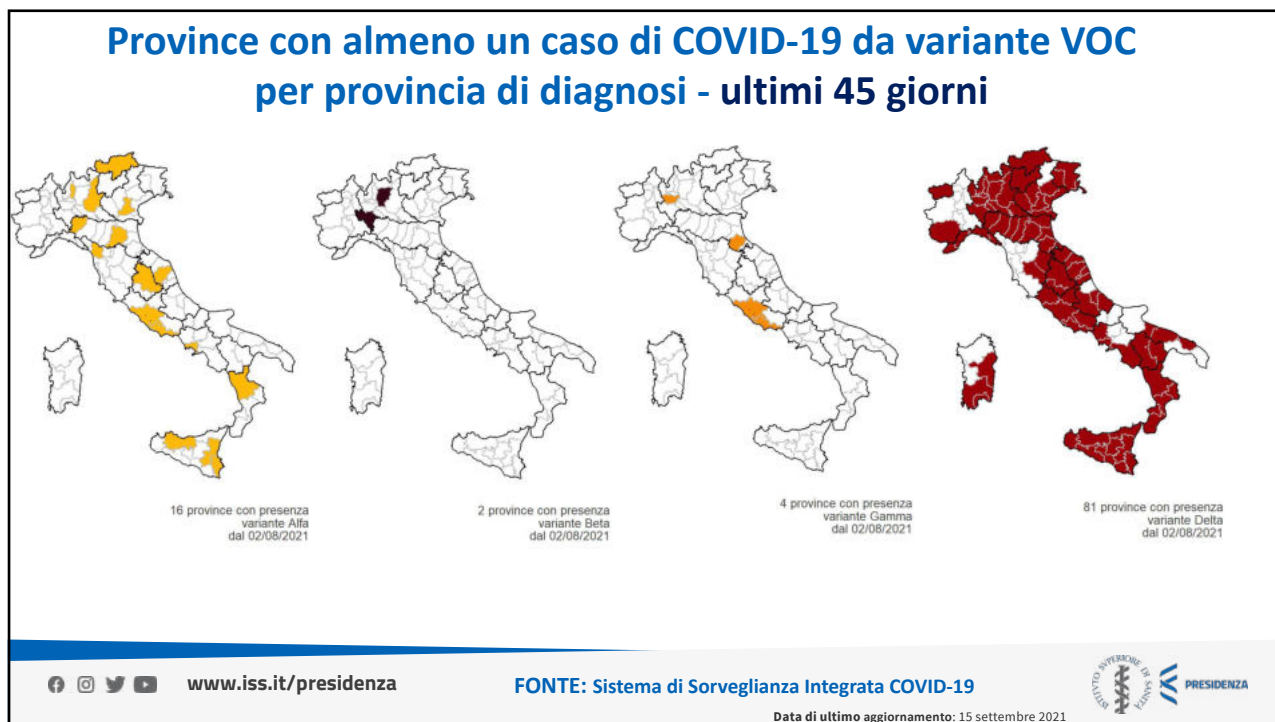 Province con almeno un caso di COVID-19 da variante VOC
per provincia di diagnosi - ultimi 45 giorni
16 province con presenza
variante Alfa
dal 02/08/2021
2 province con presenza
variante Beta
dal 02/08/2021
4 province con presenza
variante Gamma
dal 02/08/2021
81 province con presenza
variante Delta
dal 02/08/2021
www.iss.it/presidenza
FONTE: Sistema di Sorveglianza Integrata COVID-19
ISTITUTO SVPERIORE DI SANITÀ
PRESIDENZA
Data di ultimo aggiornamento: 15 settembre 2021